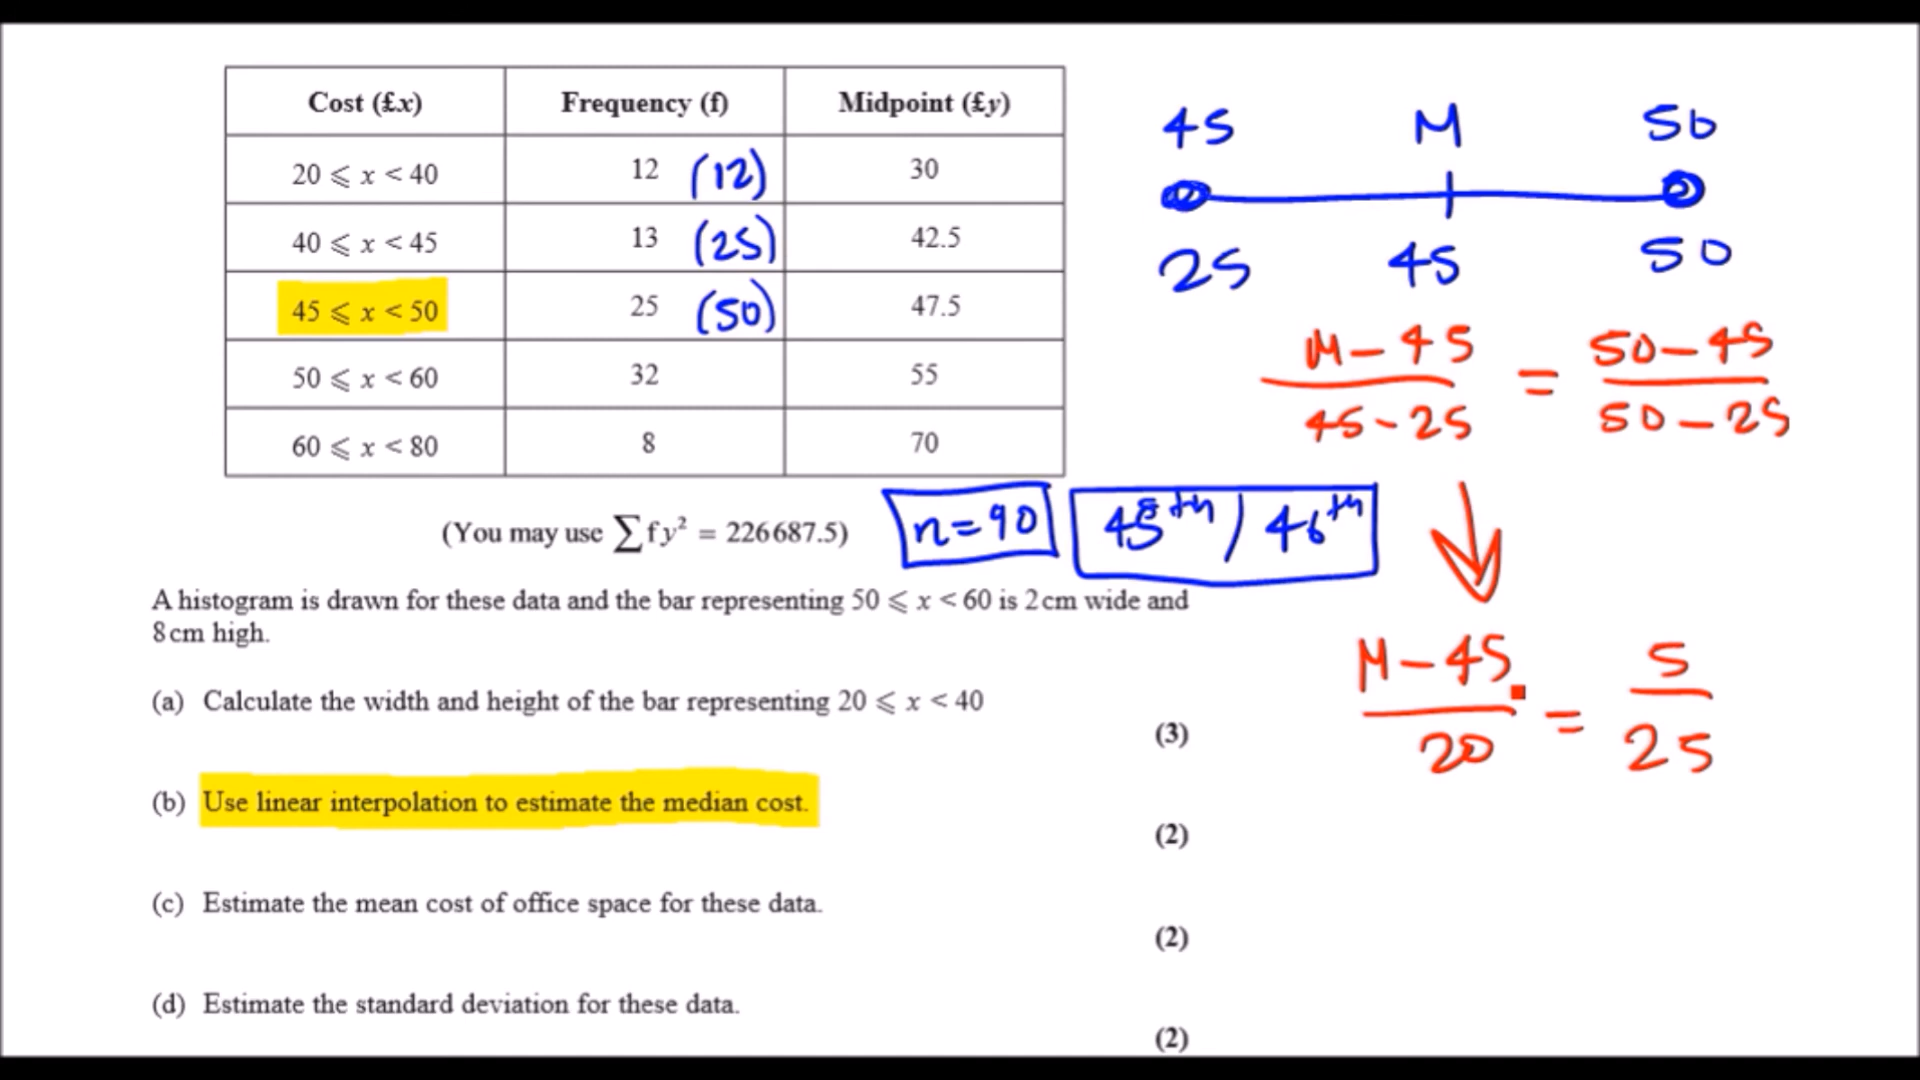 Cost (£x) Frequency (f) Midpoint (£y)
20 ⩽ x < 40 12 (12) 30
40 ⩽ x < 45 13 (25) 42.5
45 ⩽ x < 50 25 (50) 47.5
50 ⩽ x < 60 32 55
60 ⩽ x < 80 8 70
(You may use ∑fy² = 226687.5) n=90 45th / 46th
A histogram is drawn for these data and the bar representing 50 ⩽ x < 60 is 2 cm wide and
8 cm high.
(a) Calculate the width and height of the bar representing 20 ⩽ x < 40
(3)
(b) Use linear interpolation to estimate the median cost.
(2)
(c) Estimate the mean cost of office space for these data.
(2)
(d) Estimate the standard deviation for these data.
(2)
45 M 50
25 45 50
M-45 = 50-45
45-25 50-25
M-45 = 5
20 25